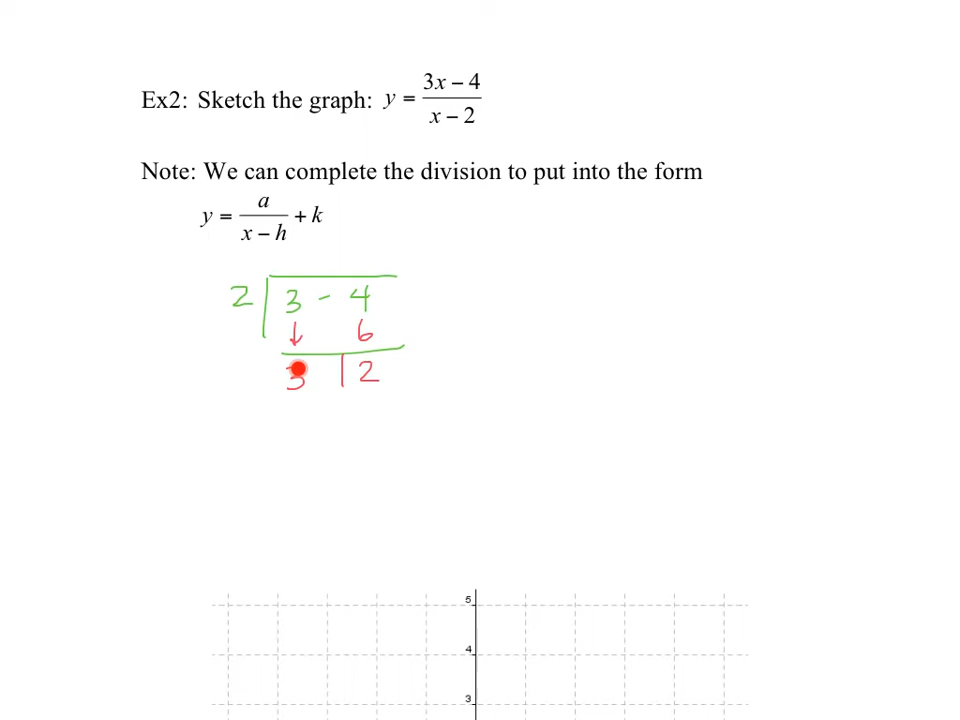 Ex2: Sketch the graph: y = (3x − 4)/(x − 2)
Note: We can complete the division to put into the form
y = a/(x − h) + k
2 3 - 4
↓ 6
3 | 2
5
4
3